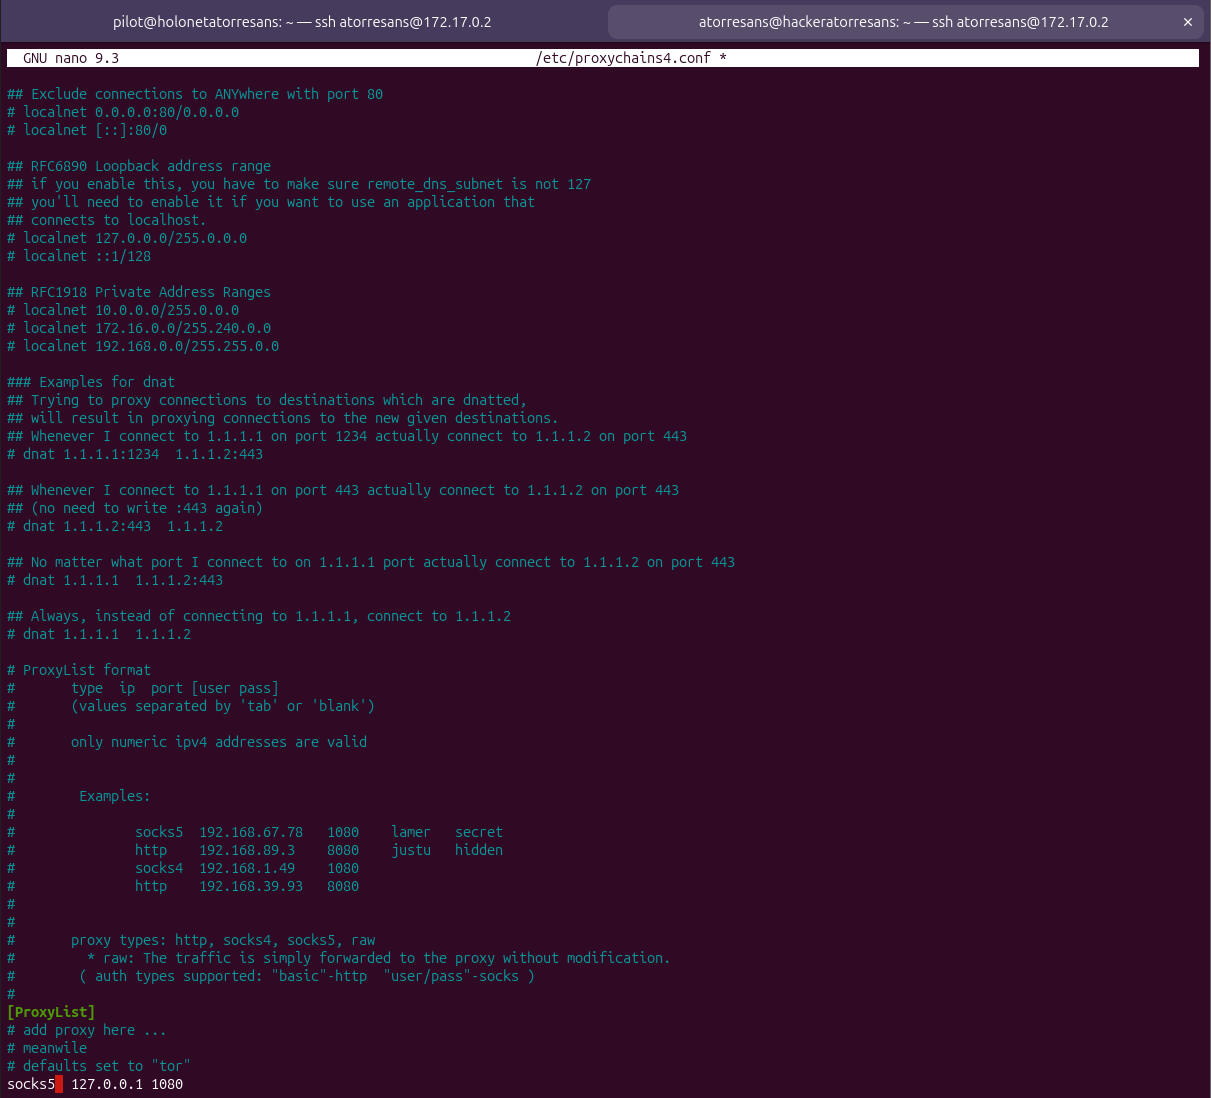 pilot@holonetatorresans: ~ — ssh atorresans@172.17.0.2
atorresans@hackeratorresans: ~ — ssh atorresans@172.17.0.2 ×
GNU nano 9.3 /etc/proxychains4.conf *
## Exclude connections to ANYwhere with port 80
# localnet 0.0.0.0:80/0.0.0.0
# localnet [::]:80/0
## RFC6890 Loopback address range
## if you enable this, you have to make sure remote_dns_subnet is not 127
## you'll need to enable it if you want to use an application that
## connects to localhost.
# localnet 127.0.0.0/255.0.0.0
# localnet ::1/128
## RFC1918 Private Address Ranges
# localnet 10.0.0.0/255.0.0.0
# localnet 172.16.0.0/255.240.0.0
# localnet 192.168.0.0/255.255.0.0
### Examples for dnat
## Trying to proxy connections to destinations which are dnatted,
## will result in proxying connections to the new given destinations.
## Whenever I connect to 1.1.1.1 on port 1234 actually connect to 1.1.1.2 on port 443
# dnat 1.1.1.1:1234  1.1.1.2:443
## Whenever I connect to 1.1.1.1 on port 443 actually connect to 1.1.1.2 on port 443
## (no need to write :443 again)
# dnat 1.1.1.2:443  1.1.1.2
## No matter what port I connect to on 1.1.1.1 port actually connect to 1.1.1.2 on port 443
# dnat 1.1.1.1  1.1.1.2:443
## Always, instead of connecting to 1.1.1.1, connect to 1.1.1.2
# dnat 1.1.1.1  1.1.1.2
# ProxyList format
#       type  ip  port [user pass]
#       (values separated by 'tab' or 'blank')
#
#       only numeric ipv4 addresses are valid
#
#
#        Examples:
#
#               socks5  192.168.67.78   1080    lamer   secret
#               http    192.168.89.3    8080    justu   hidden
#               socks4  192.168.1.49    1080
#               http    192.168.39.93   8080
#
#
#       proxy types: http, socks4, socks5, raw
#         * raw: The traffic is simply forwarded to the proxy without modification.
#        ( auth types supported: "basic"-http  "user/pass"-socks )
#
[ProxyList]
# add proxy here ...
# meanwile
# defaults set to "tor"
socks5  127.0.0.1 1080